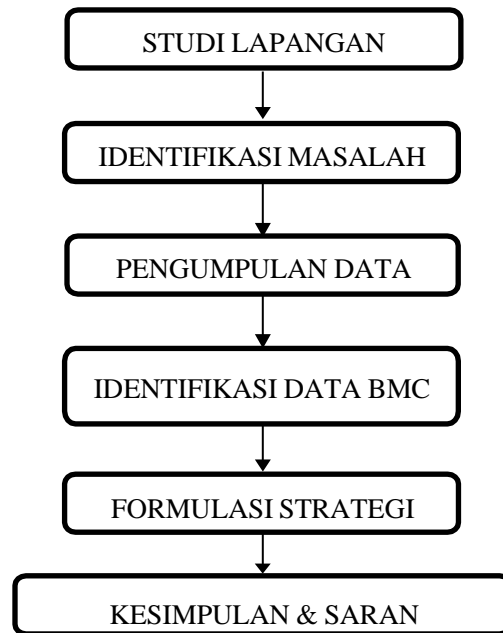 STUDI LAPANGAN
IDENTIFIKASI MASALAH
PENGUMPULAN DATA
IDENTIFIKASI DATA BMC
FORMULASI STRATEGI
KESIMPULAN & SARAN